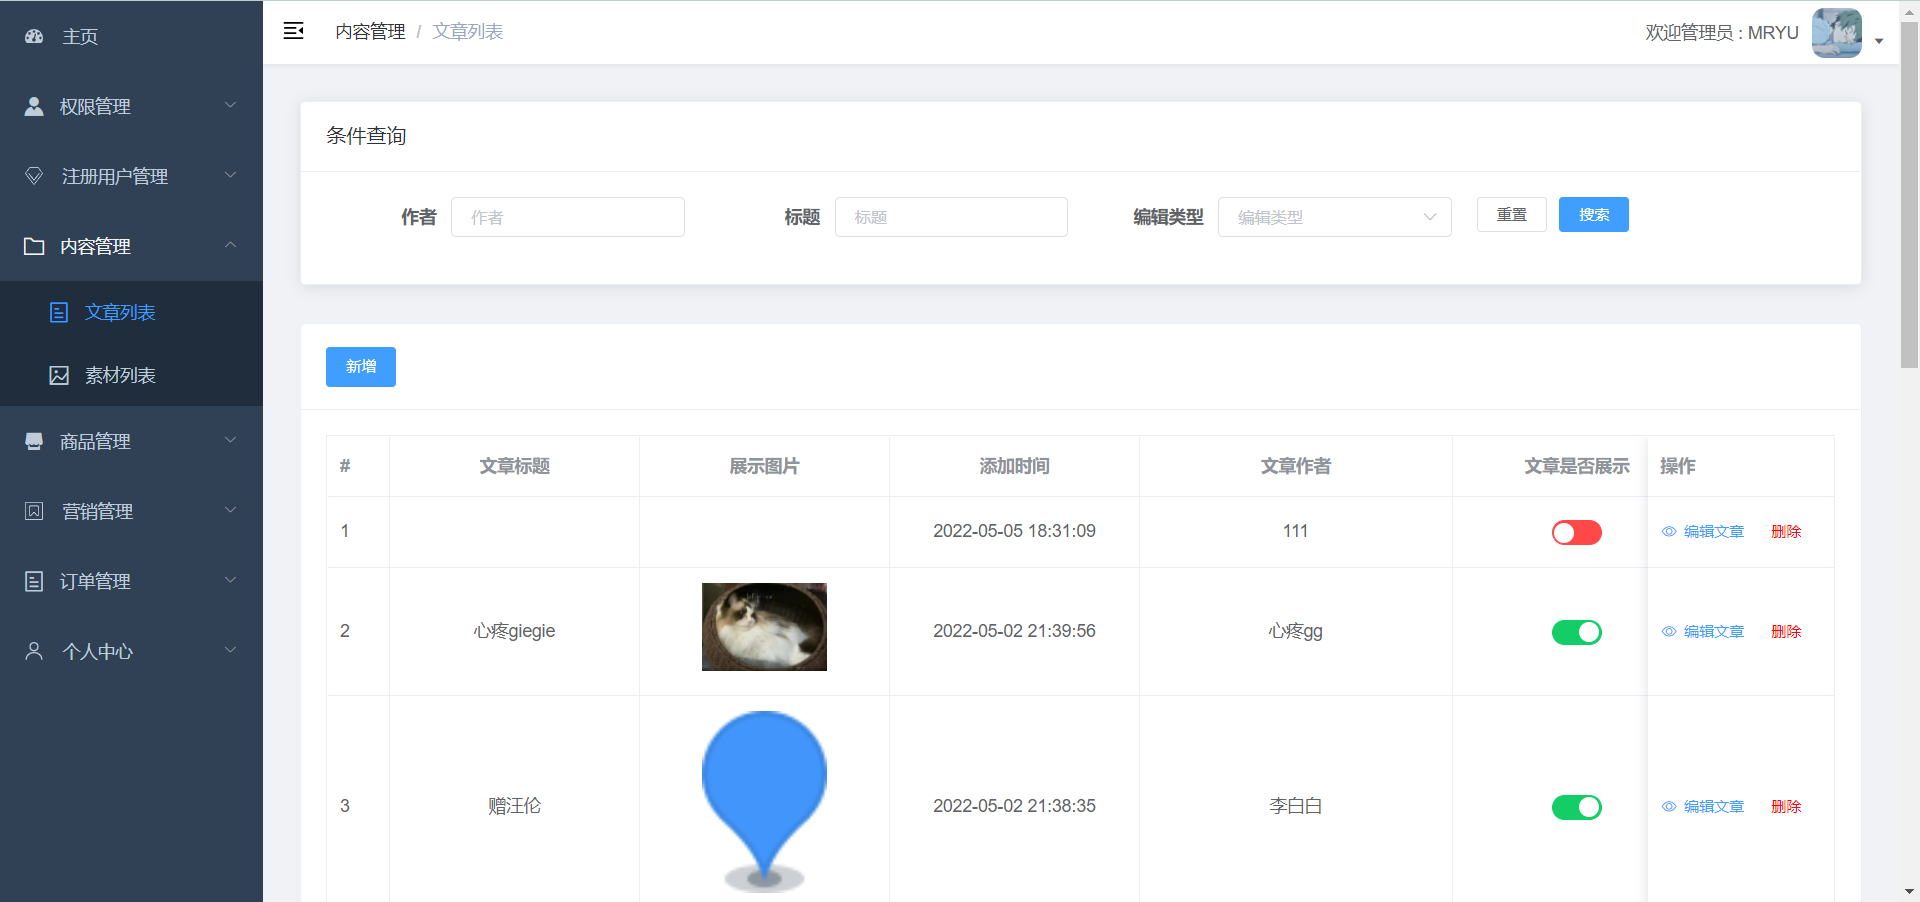 主页
权限管理
注册用户管理
内容管理
文章列表
素材列表
商品管理
营销管理
订单管理
个人中心
内容管理 / 文章列表
欢迎管理员 : MRYU
条件查询
作者 作者 标题 标题 编辑类型 编辑类型 重置 搜索
新增
# 文章标题 展示图片 添加时间 文章作者 文章是否展示 操作
1 2022-05-05 18:31:09 111 编辑文章 删除
2 心疼giegie 2022-05-02 21:39:56 心疼gg 编辑文章 删除
3 赠汪伦 2022-05-02 21:38:35 李白白 编辑文章 删除